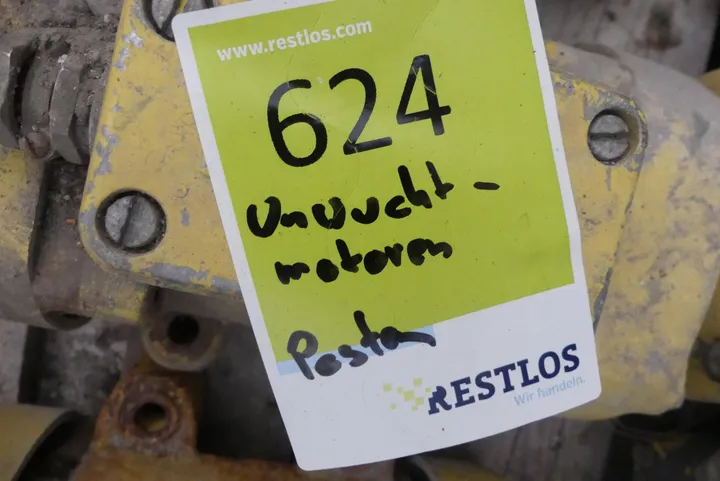 www.restlos.com
624
Unwucht-
motoren
Posten
RESTLOS
Wir handeln.